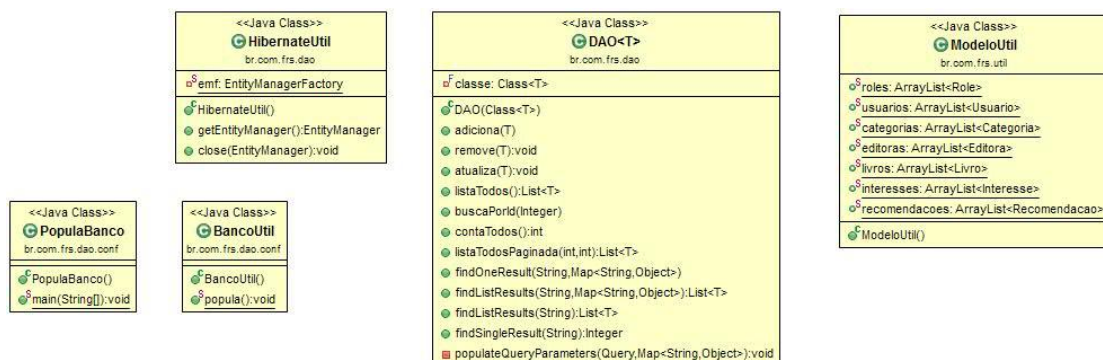 <<Java Class>>
HibernateUtil
br.com.frs.dao
emf: EntityManagerFactory
HibernateUtil()
getEntityManager():EntityManager
close(EntityManager):void
<<Java Class>>
DAO<T>
br.com.frs.dao
classe: Class<T>
DAO(Class<T>)
adiciona(T)
remove(T):void
atualiza(T):void
listaTodos():List<T>
buscaPorId(Integer)
contaTodos():int
listaTodosPaginada(int,int):List<T>
findOneResult(String,Map<String,Object>)
findListResults(String,Map<String,Object>):List<T>
findListResults(String):List<T>
findSingleResult(String):Integer
populateQueryParameters(Query,Map<String,Object>):void
<<Java Class>>
ModeloUtil
br.com.frs.util
roles: ArrayList<Role>
usuarios: ArrayList<Usuario>
categorias: ArrayList<Categoria>
editoras: ArrayList<Editora>
livros: ArrayList<Livro>
interesses: ArrayList<Interesse>
recomendacoes: ArrayList<Recomendacao>
ModeloUtil()
<<Java Class>>
PopulaBanco
br.com.frs.dao.conf
PopulaBanco()
main(String[]):void
<<Java Class>>
BancoUtil
br.com.frs.dao.conf
BancoUtil()
popula():void